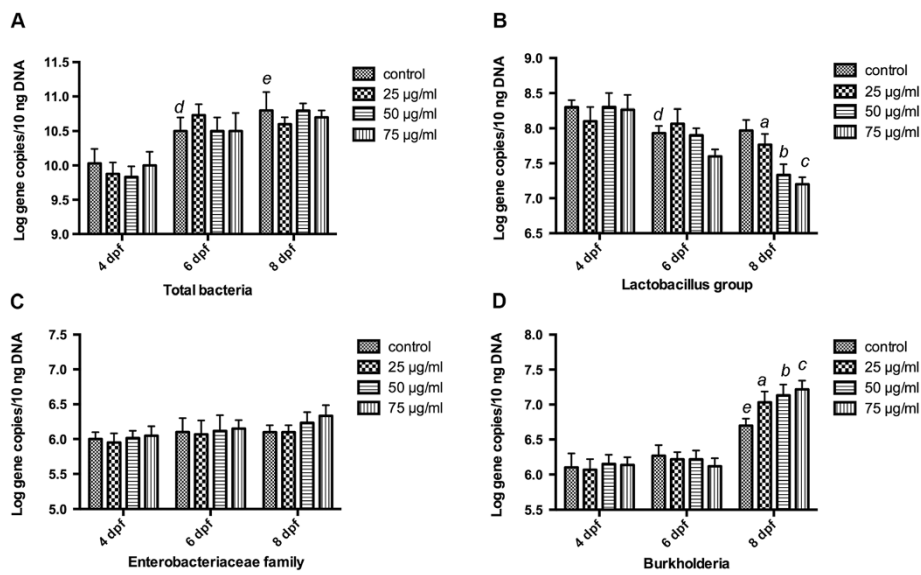 A
Log gene copies/10 ng DNA
11.5
11.0
10.5
10.0
9.5
9.0
d
e
4 dpf
6 dpf
8 dpf
Total bacteria
control
25 µg/ml
50 µg/ml
75 µg/ml
B
Log gene copies/10 ng DNA
9.0
8.5
8.0
7.5
7.0
6.5
d
a
b
c
4 dpf
6 dpf
8 dpf
Lactobacillus group
control
25 µg/ml
50 µg/ml
75 µg/ml
C
Log gene copies/10 ng DNA
7.5
7.0
6.5
6.0
5.5
5.0
4 dpf
6 dpf
8 dpf
Enterobacteriaceae family
control
25 µg/ml
50 µg/ml
75 µg/ml
D
Log gene copies/10 ng DNA
8.0
7.5
7.0
6.5
6.0
5.5
e
a
b
c
4 dpf
6 dpf
8 dpf
Burkholderia
control
25 µg/ml
50 µg/ml
75 µg/ml